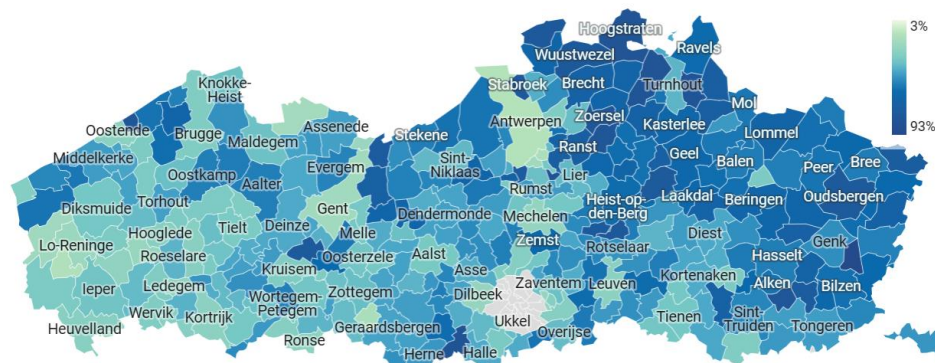 Hoogstraten
3%
Wuustwezel
Ravels
Knokke-
Heist
Stabroek
Brecht
Turnhout
Mol
93%
Oostende
Brugge
Assenede
Stekene
Antwerpen
Zoersel
Kasterlee
Lommel
Middelkerke
Maldegem
Ranst
Geel
Balen
Peer
Bree
Oostkamp
Aalter
Evergem
Sint-
Niklaas
Rumst
Lier
Diksmuide
Torhout
Gent
Dendermonde
Mechelen
Heist-op-
den-Berg
Laakdal
Beringen
Oudsbergen
Lo-Reninge
Hooglede
Tielt
Deinze
Melle
Zemst
Rotselaar
Diest
Genk
Roeselare
Oosterzele
Aalst
Hasselt
Ieper
Ledegem
Kruisem
Asse
Zaventem
Leuven
Kortenaken
Alken
Bilzen
Wervik
Kortrijk
Wortegem-
Petegem
Zottegem
Dilbeek
Ukkel
Tienen
Sint-
Truiden
Tongeren
Heuvelland
Ronse
Geraardsbergen
Herne
Halle
Overijse